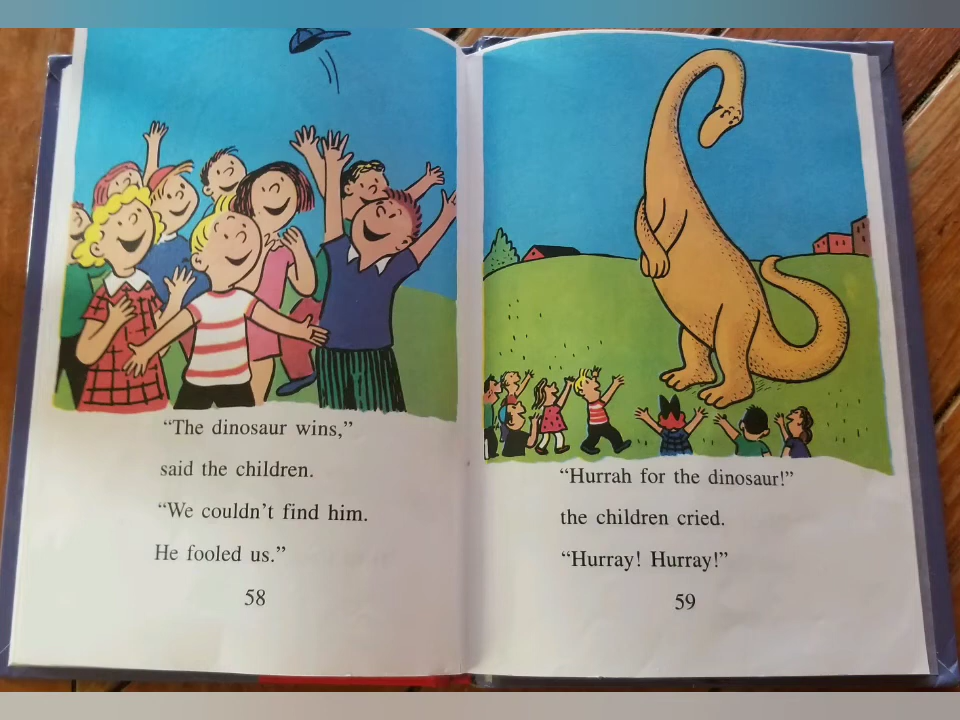 “The dinosaur wins,”
said the children.
“We couldn’t find him.
He fooled us.”
58
“Hurrah for the dinosaur!”
the children cried.
“Hurray! Hurray!”
59